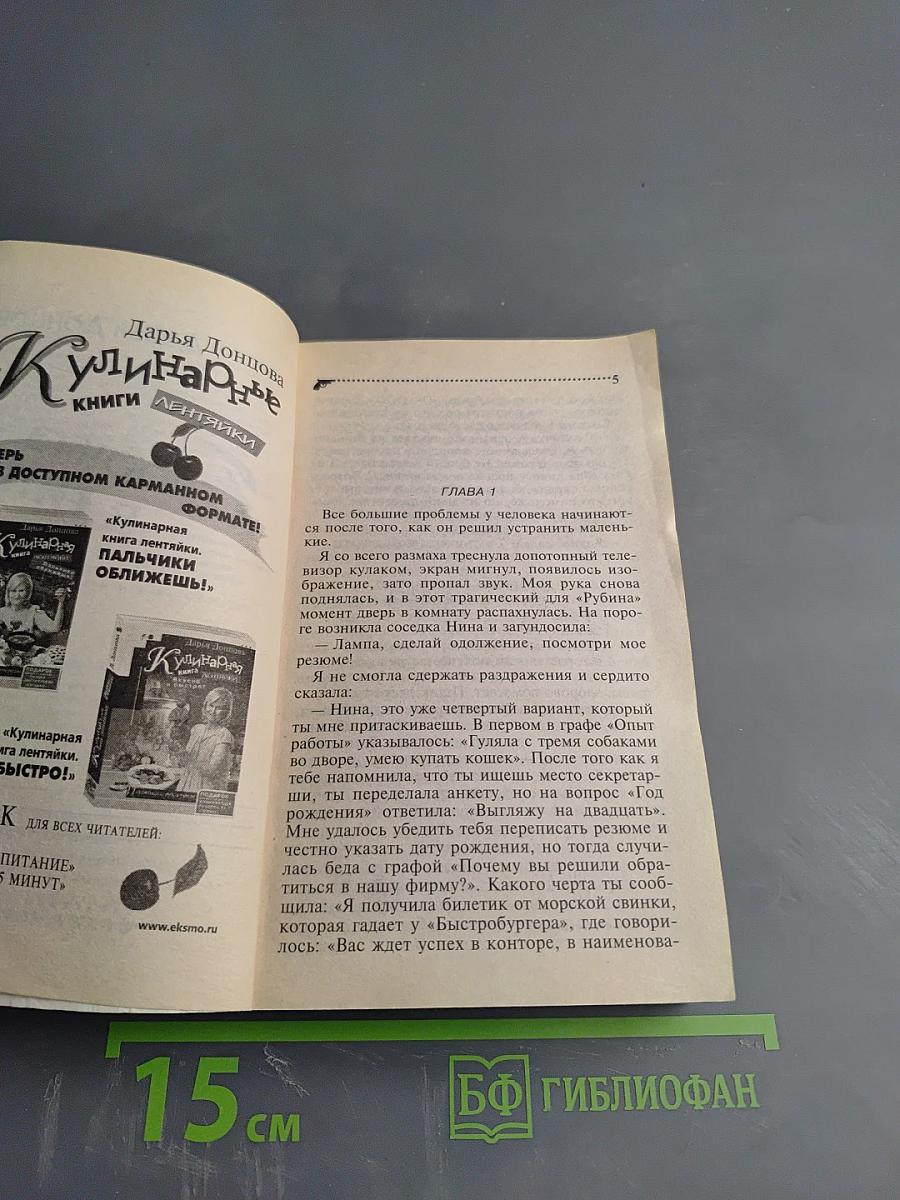 Дарья Донцова
Кулинарные
КНИГИ ЛЕНТЯЙКИ
ЕРЬ
В ДОСТУПНОМ КАРМАННОМ
ФОРМАТЕ!
«Кулинарная
книга лентяйки.
ПАЛЬЧИКИ
ОБЛИЖЕШЬ!»
Дарья Донцова
Кулинарная
книга
Дарья Донцова
Кулинарная
книга
«Кулинарная
ига лентяйки.
БЫСТРО!»
К ДЛЯ ВСЕХ ЧИТАТЕЛЕЙ:
ПИТАНИЕ»
5 МИНУТ»
www.eksmo.ru
5
ГЛАВА 1
Все большие проблемы у человека начинают-
ся после того, как он решил устранить малень-
кие.
Я со всего размаха треснула допотопный теле-
визор кулаком, экран мигнул, появилось изо-
бражение, зато пропал звук. Моя рука снова
поднялась, и в этот трагический для «Рубина»
момент дверь в комнату распахнулась. На поро-
ге возникла соседка Нина и загундосила:
— Лампа, сделай одолжение, посмотри мое
резюме!
Я не смогла сдержать раздражения и сердито
сказала:
— Нина, это уже четвертый вариант, который
ты мне притаскиваешь. В первом в графе «Опыт
работы» указывалось: «Гуляла с тремя собаками
во дворе, умею купать кошек». После того как я
тебе напомнила, что ты ищешь место секретар-
ши, ты переделала анкету, но на вопрос «Год
рождения» ответила: «Выгляжу на двадцать».
Мне удалось убедить тебя переписать резюме и
честно указать дату рождения, но тогда случи-
лась беда с графой «Почему вы решили обра-
титься в нашу фирму?». Какого черта ты сооб-
щила: «Я получила билетик от морской свинки,
которая гадает у «Быстробургера», где говори-
лось: «Вас ждет успех в конторе, в наименова-
15 см
БФ ГИБЛИОФАН